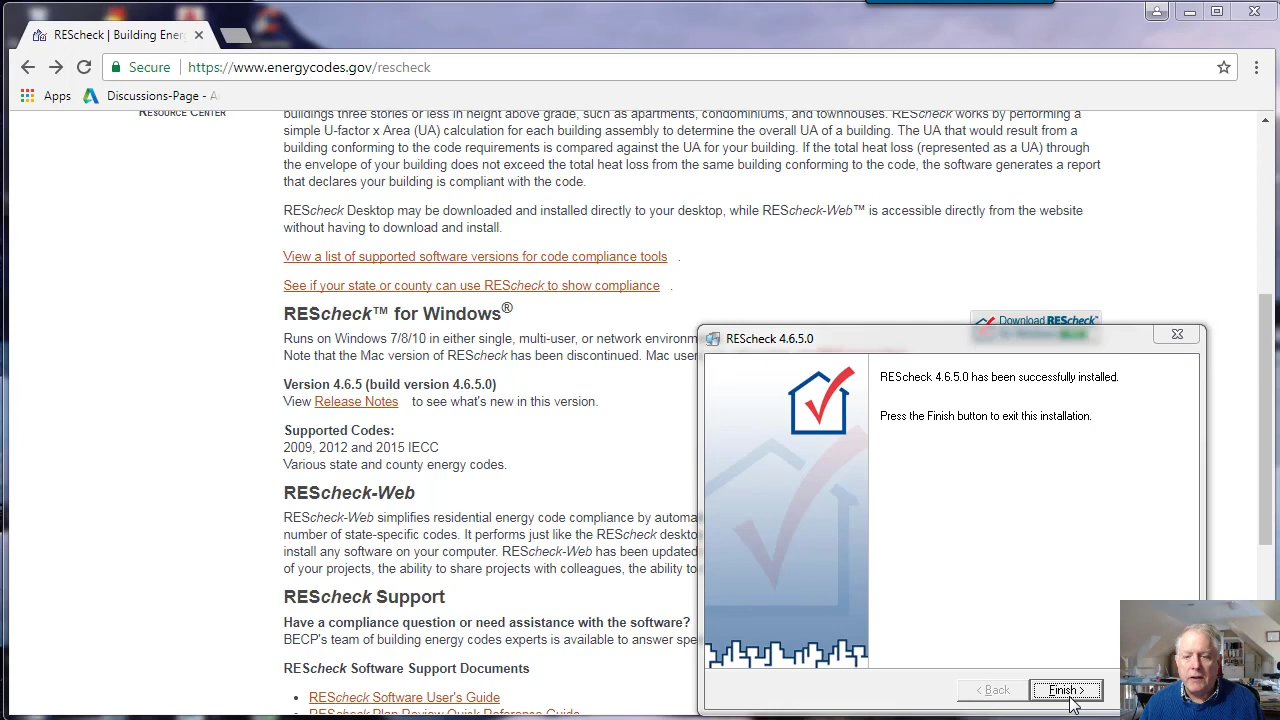 REScheck | Building Ener
Secure https://www.energycodes.gov/rescheck
Apps Discussions-Page - A
RESOURCE CENTER
buildings three stories or less in height above grade, such as apartments, condominiums, and townhouses. REScheck works by performing a
simple U-factor x Area (UA) calculation for each building assembly to determine the overall UA of a building. The UA that would result from a
building conforming to the code requirements is compared against the UA for your building. If the total heat loss (represented as a UA) through
the envelope of your building does not exceed the total heat loss from the same building conforming to the code, the software generates a report
that declares your building is compliant with the code.
REScheck Desktop may be downloaded and installed directly to your desktop, while REScheck-Web™ is accessible directly from the website
without having to download and install.
View a list of supported software versions for code compliance tools .
See if your state or county can use REScheck to show compliance .
REScheck™ for Windows®
Download REScheck
Runs on Windows 7/8/10 in either single, multi-user, or network environm
Note that the Mac version of REScheck has been discontinued. Mac user
Version 4.6.5 (build version 4.6.5.0)
View Release Notes to see what's new in this version.
Supported Codes:
2009, 2012 and 2015 IECC
Various state and county energy codes.
REScheck-Web
REScheck-Web simplifies residential energy code compliance by automa
number of state-specific codes. It performs just like the REScheck deskto
install any software on your computer. REScheck-Web has been updated
of your projects, the ability to share projects with colleagues, the ability to
REScheck Support
Have a compliance question or need assistance with the software?
BECP's team of building energy codes experts is available to answer spe
REScheck Software Support Documents
• REScheck Software User's Guide
• REScheck Plan Review Quick Reference Guide
REScheck 4.6.5.0
REScheck 4.6.5.0 has been successfully installed.
Press the Finish button to exit this installation.
< Back Finish >